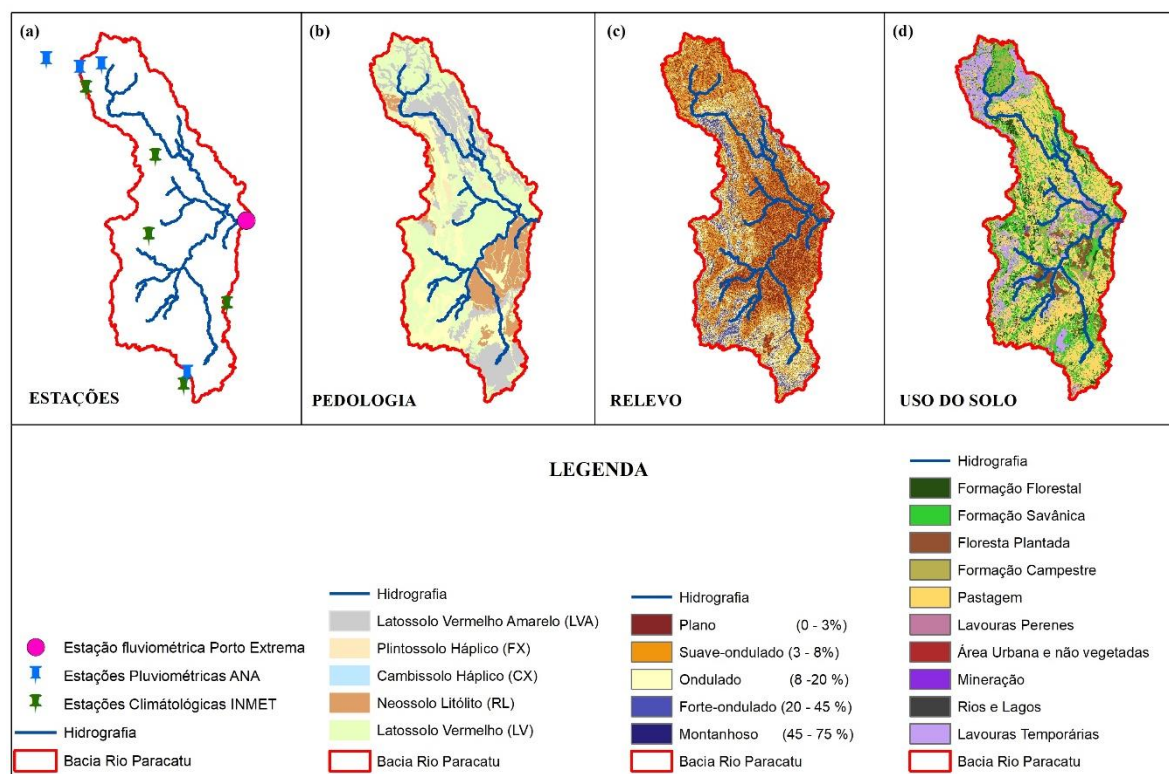 (a)
ESTAÇÕES
(b)
PEDOLOGIA
(c)
RELEVO
(d)
USO DO SOLO
LEGENDA
Estação fluviométrica Porto Extrema
Estações Pluviométricas ANA
Estações Climátológicas INMET
Hidrografia
Bacia Rio Paracatu
Hidrografia
Latossolo Vermelho Amarelo (LVA)
Plintossolo Háplico (FX)
Cambissolo Háplico (CX)
Neossolo Litólito (RL)
Latossolo Vermelho (LV)
Bacia Rio Paracatu
Hidrografia
Plano (0 - 3%)
Suave-ondulado (3 - 8%)
Ondulado (8 -20 %)
Forte-ondulado (20 - 45 %)
Montanhoso (45 - 75 %)
Bacia Rio Paracatu
Hidrografia
Formação Florestal
Formação Savânica
Floresta Plantada
Formação Campestre
Pastagem
Lavouras Perenes
Área Urbana e não vegetadas
Mineração
Rios e Lagos
Lavouras Temporárias
Bacia Rio Paracatu